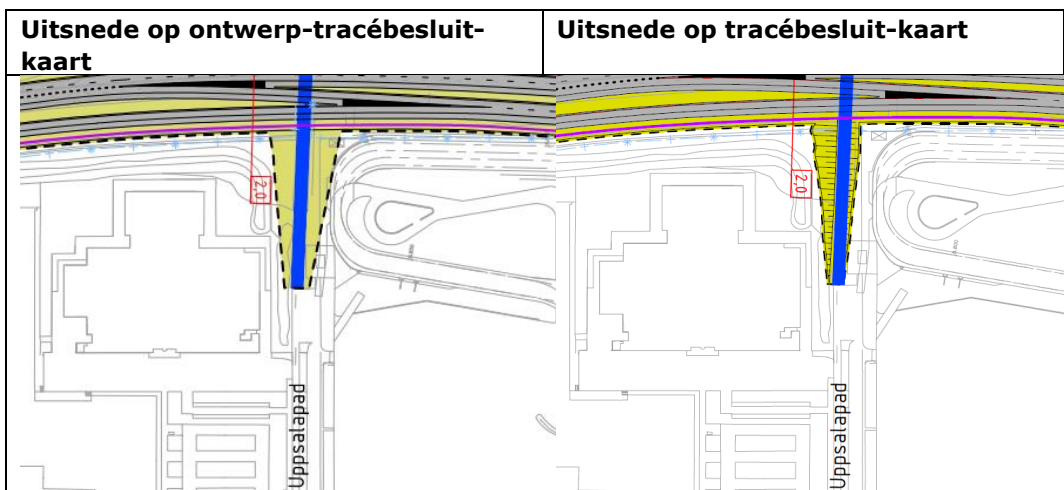 Uitsnede op ontwerp-tracébesluit-
kaart
Uitsnede op tracébesluit-kaart
2,0
2,0
Uppsalapad
Uppsalapad